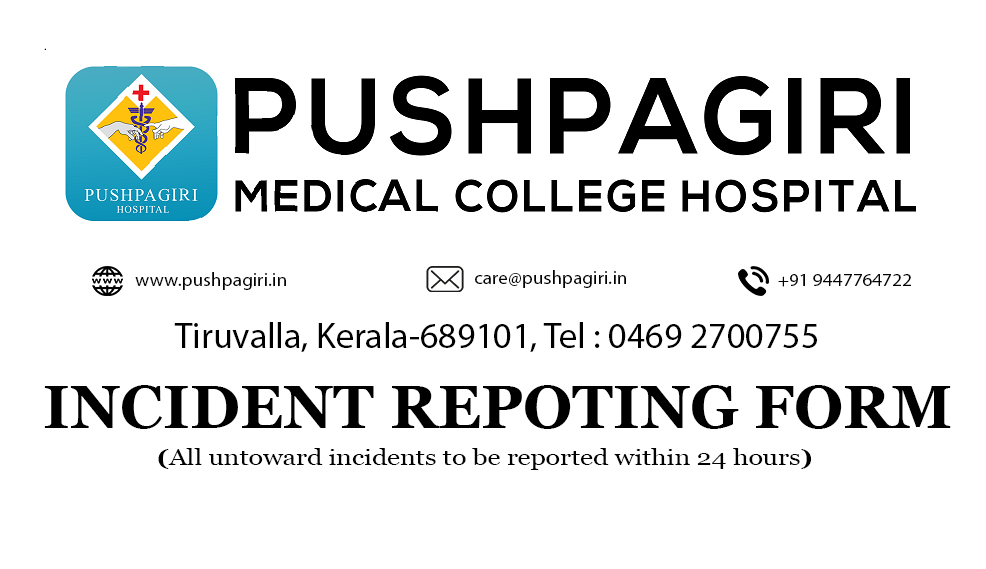 PUSHPAGIRI
MEDICAL COLLEGE HOSPITAL
PUSHPAGIRI
HOSPITAL
www www.pushpagiri.in care@pushpagiri.in +91 9447764722
Tiruvalla, Kerala-689101, Tel : 0469 2700755
INCIDENT REPOTING FORM
(All untoward incidents to be reported within 24 hours)